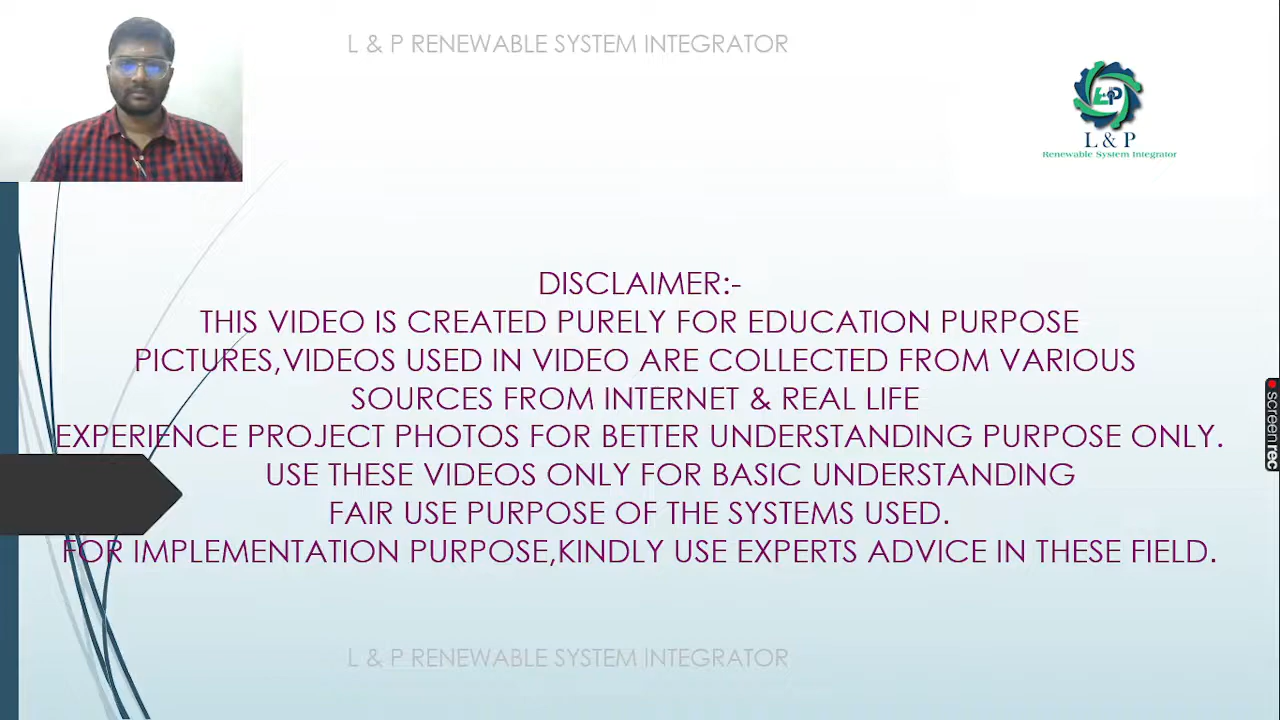 L & P RENEWABLE SYSTEM INTEGRATOR
L&P
L & P
Renewable System Integrator
DISCLAIMER:-
THIS VIDEO IS CREATED PURELY FOR EDUCATION PURPOSE
PICTURES,VIDEOS USED IN VIDEO ARE COLLECTED FROM VARIOUS
SOURCES FROM INTERNET & REAL LIFE
EXPERIENCE PROJECT PHOTOS FOR BETTER UNDERSTANDING PURPOSE ONLY.
USE THESE VIDEOS ONLY FOR BASIC UNDERSTANDING
FAIR USE PURPOSE OF THE SYSTEMS USED.
FOR IMPLEMENTATION PURPOSE,KINDLY USE EXPERTS ADVICE IN THESE FIELD.
screenrec
L & P RENEWABLE SYSTEM INTEGRATOR